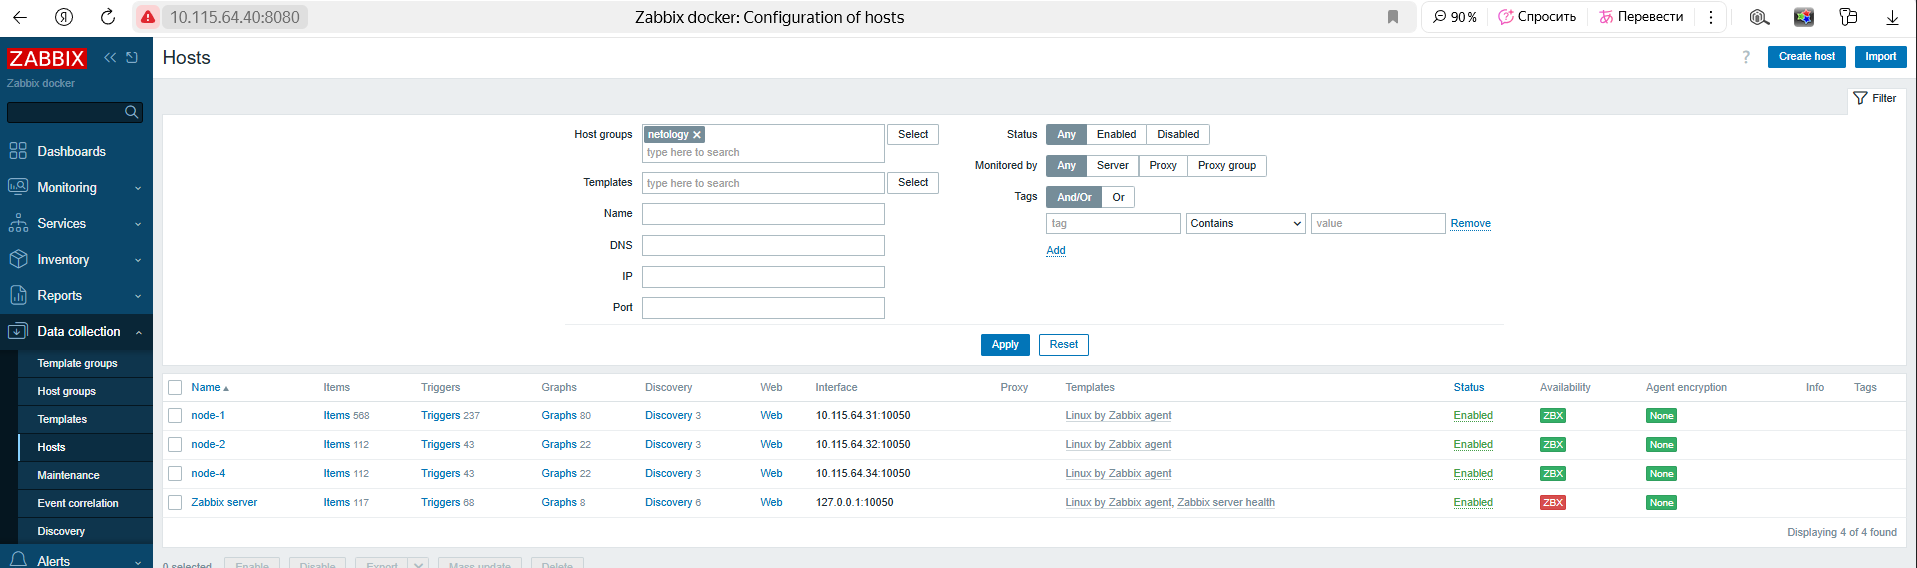 10.115.64.40:8080
Zabbix docker: Configuration of hosts
90 %
Спросить
Перевести
ZABBIX
Zabbix docker
Dashboards
Monitoring
Services
Inventory
Reports
Data collection
Template groups
Host groups
Templates
Hosts
Maintenance
Event correlation
Discovery
Alerts
Hosts
? Create host Import
Filter
Host groups netology Select
type here to search
Templates type here to search Select
Name
DNS
IP
Port
Status Any Enabled Disabled
Monitored by Any Server Proxy Proxy group
Tags And/Or Or
tag Contains value Remove
Add
Apply Reset
Name Items Triggers Graphs Discovery Web Interface Proxy Templates Status Availability Agent encryption Info Tags
node-1 Items 568 Triggers 237 Graphs 80 Discovery 3 Web 10.115.64.31:10050 Linux by Zabbix agent Enabled ZBX None
node-2 Items 112 Triggers 43 Graphs 22 Discovery 3 Web 10.115.64.32:10050 Linux by Zabbix agent Enabled ZBX None
node-4 Items 112 Triggers 43 Graphs 22 Discovery 3 Web 10.115.64.34:10050 Linux by Zabbix agent Enabled ZBX None
Zabbix server Items 117 Triggers 68 Graphs 8 Discovery 6 Web 127.0.0.1:10050 Linux by Zabbix agent, Zabbix server health Enabled ZBX None
Displaying 4 of 4 found
0 selected Enable Disable Export Mass update Delete